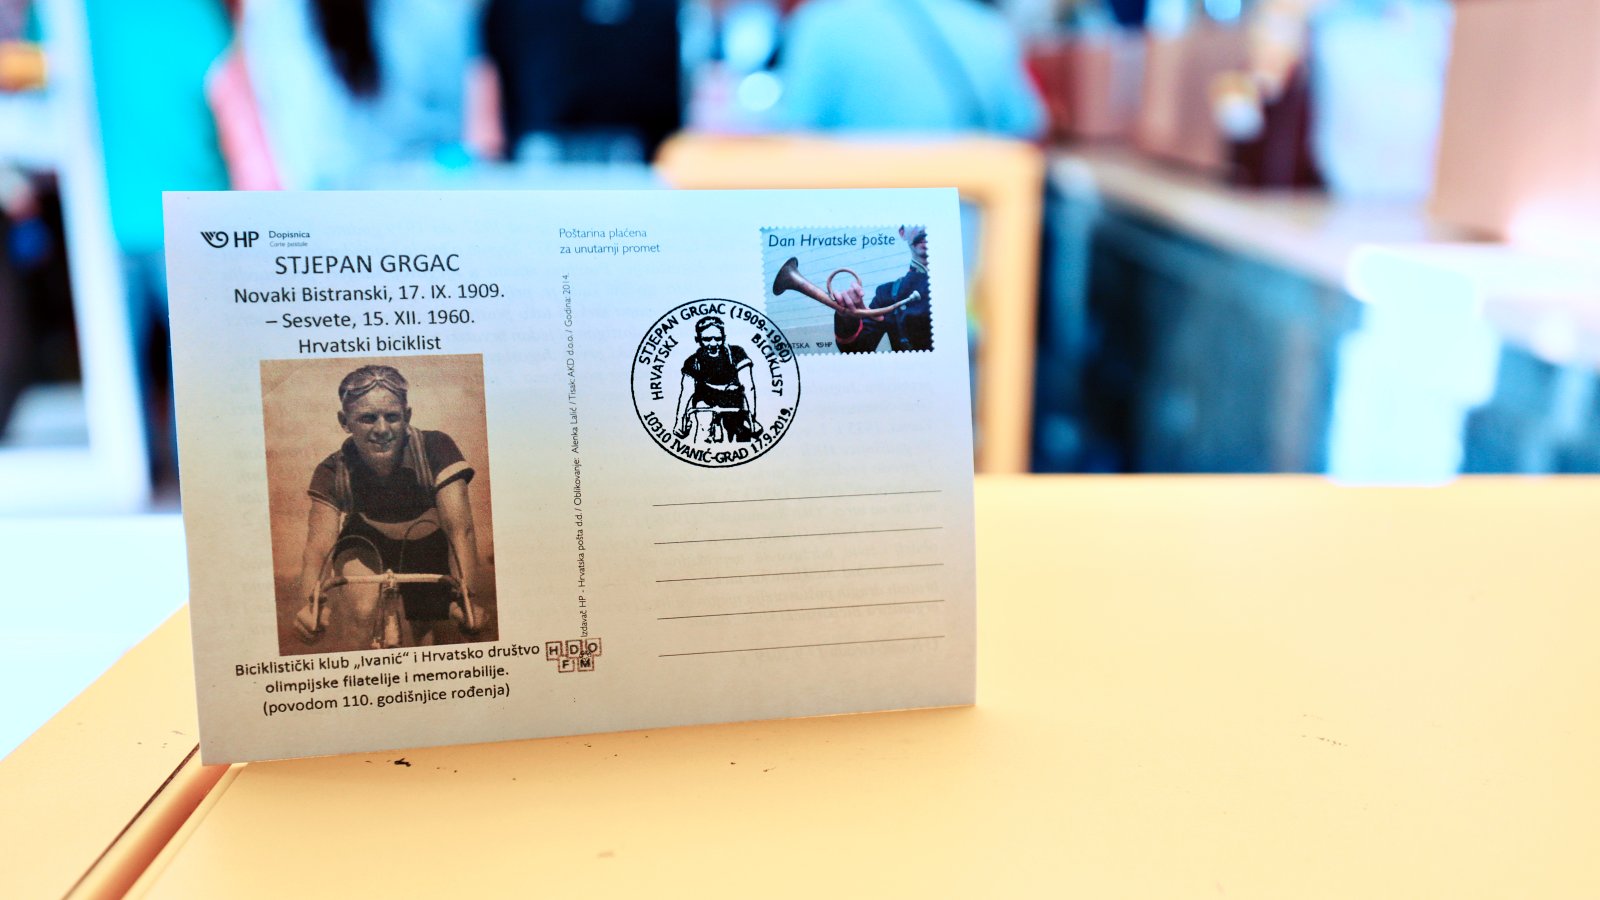 HP
Dopisnica
Carte postale
STJEPAN GRGAC
Novaki Bistranski, 17. IX. 1909.
– Sesvete, 15. XII. 1960.
Hrvatski biciklist
Biciklistički klub „Ivanić“ i Hrvatsko društvo
olimpijske filatelije i memorabilije.
(povodom 110. godišnjice rođenja)
HDO
FM
Izdavač HP - Hrvatska pošta d.d./ Oblikovanje: Alenka Lalić / Tisak: AKD d.o.o./ Godina: 2014.
Poštarina plaćena
za unutarnji promet
Dan Hrvatske pošte
HP
STJEPAN GRGAC (1909-1960)
HRVATSKI BICIKLIST
10310 IVANIĆ-GRAD 17.9.2019.